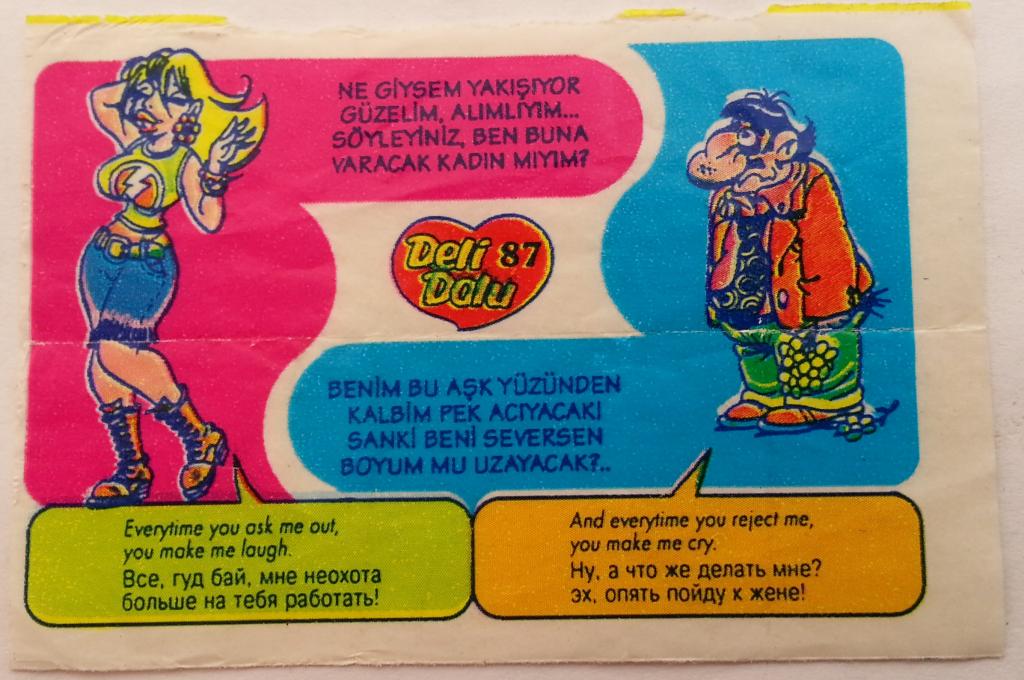 NE GİYSEM YAKIŞIYOR
GÜZELİM, ALIMLIYIM...
SÖYLEYİNİZ, BEN BUNA
VARACAK KADIN MIYIM?
Deli 87
Dolu
BENİM BU AŞK YÜZÜNDEN
KALBİM PEK ACIYACAK!
SANKİ BENİ SEVERSEN
BOYUM MU UZAYACAK?..
Everytime you ask me out,
you make me laugh.
Все, гуд бай, мне неохота
больше на тебя работать!
And everytime you reject me,
you make me cry.
Ну, а что же делать мне?
эх, опять пойду к жене!